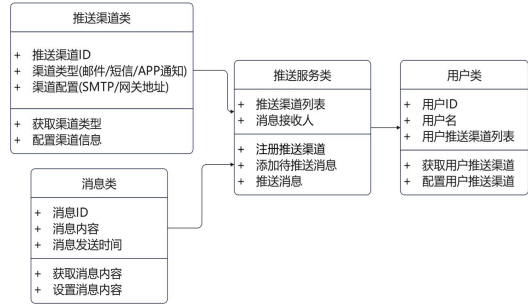 推送渠道类
+ 推送渠道ID
+ 渠道类型(邮件/短信/APP通知)
+ 渠道配置(SMTP/网关地址)
+ 获取渠道类型
+ 配置渠道信息
消息类
+ 消息ID
+ 消息内容
+ 消息发送时间
+ 获取消息内容
+ 设置消息内容
推送服务类
+ 推送渠道列表
+ 消息接收人
+ 注册推送渠道
+ 添加待推送消息
+ 推送消息
用户类
+ 用户ID
+ 用户名
+ 用户推送渠道列表
+ 获取用户推送渠道
+ 配置用户推送渠道